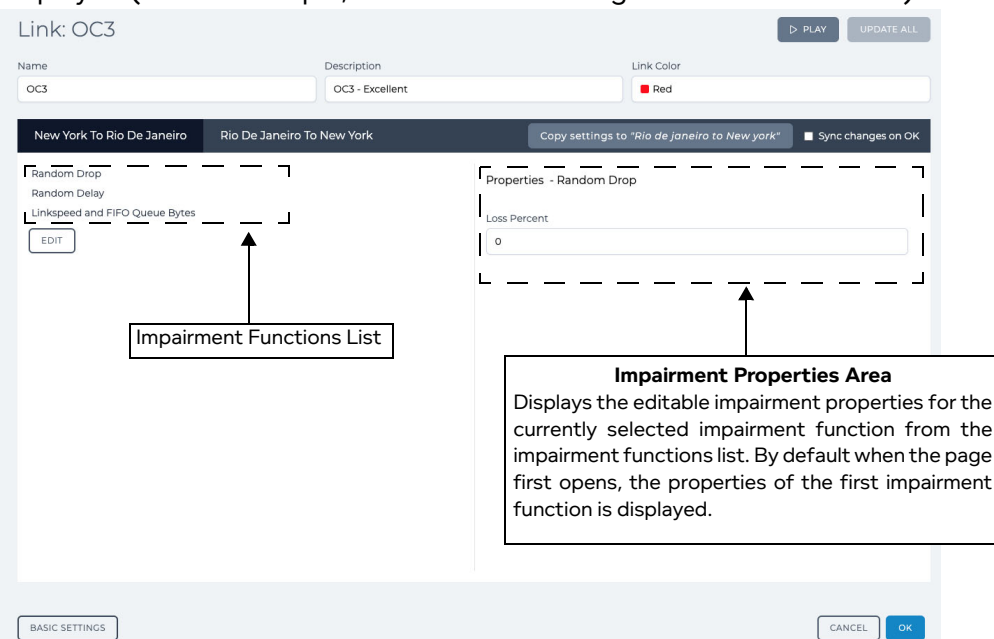 Link: OC3
PLAY
UPDATE ALL
Name
Description
Link Color
OC3
OC3 - Excellent
Red
New York To Rio De Janeiro
Rio De Janeiro To New York
Copy settings to "Rio de janeiro to New york"
Sync changes on OK
Random Drop
Random Delay
Linkspeed and FIFO Queue Bytes
EDIT
Properties - Random Drop
Loss Percent
0
Impairment Functions List
Impairment Properties Area
Displays the editable impairment properties for the
currently selected impairment function from the
impairment functions list. By default when the page
first opens, the properties of the first impairment
function is displayed.
BASIC SETTINGS
CANCEL
OK